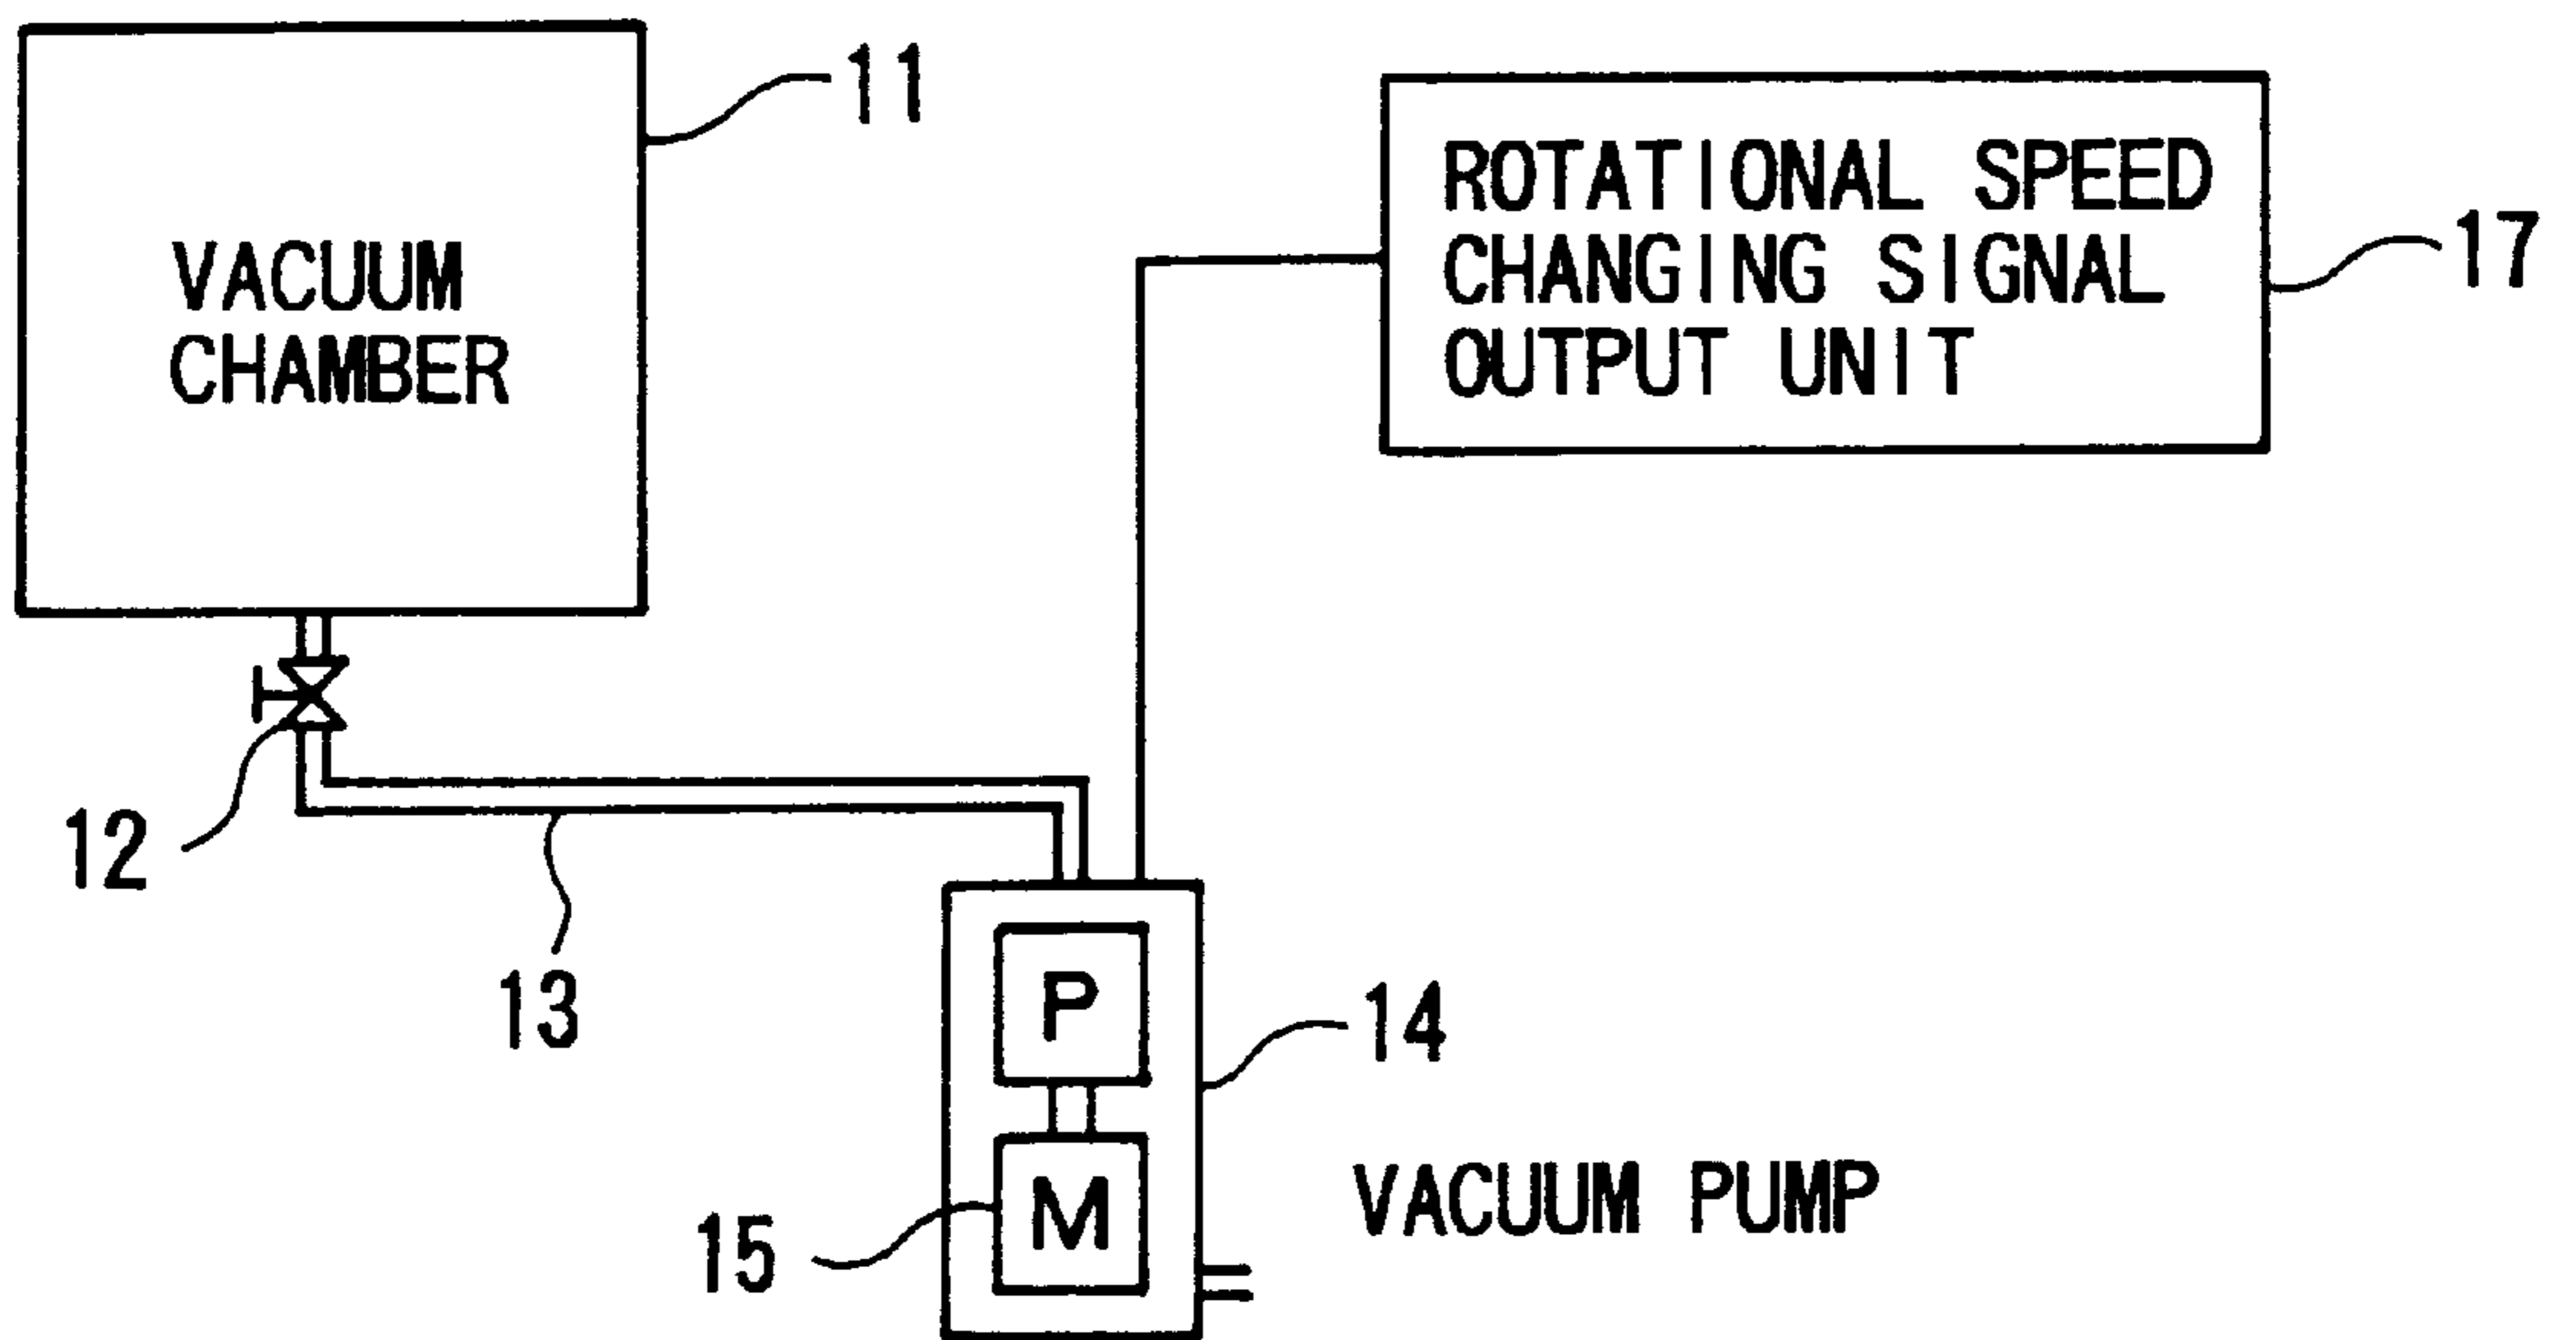 11
VACUUM
CHAMBER
ROTATIONAL SPEED
CHANGING SIGNAL
OUTPUT UNIT
17
12
13
P
14
M
15
VACUUM PUMP